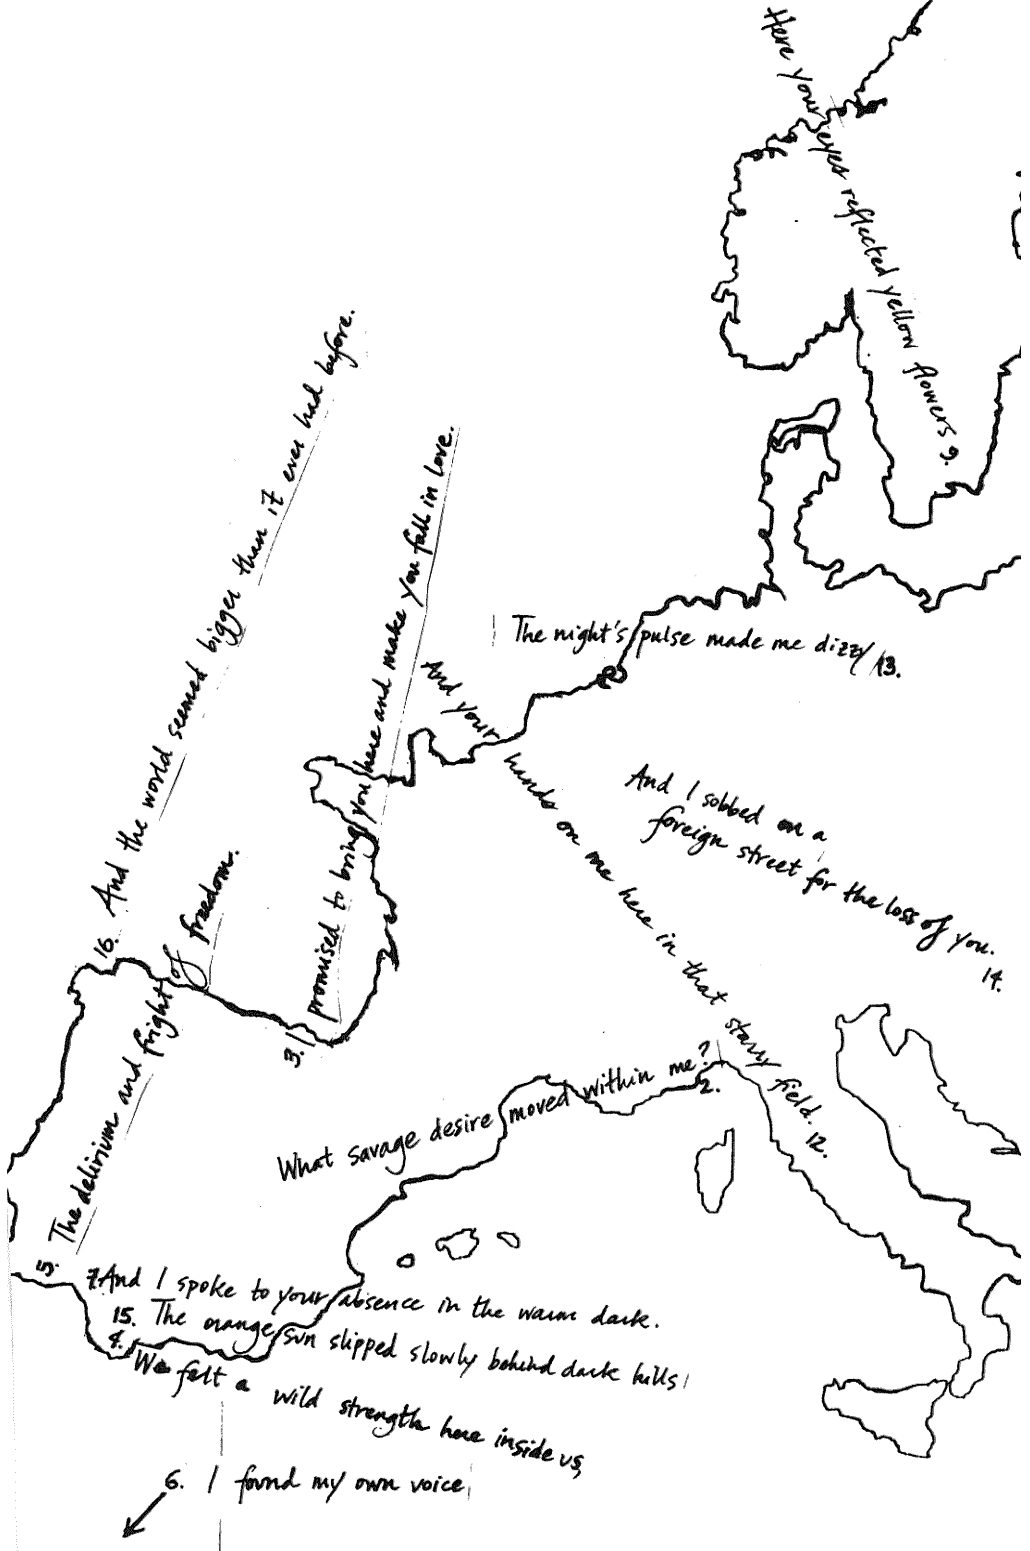 Here your eyes reflected yellow flowers 9.
16. And the world seemed bigger than it ever had before.
3. I promised to bring you here and make you fall in love.
The night's pulse made me dizzy 13.
And your hands on me here in that starry field. 12.
And I sobbed on a
foreign street for the loss of you.
14.
5. The delirium and fright of freedom.
What savage desire moved within me?
2.
7 And I spoke to your absence in the warm dark.
15. The orange sun slipped slowly behind dark hills
We felt a wild strength here inside us,
6. I found my own voice